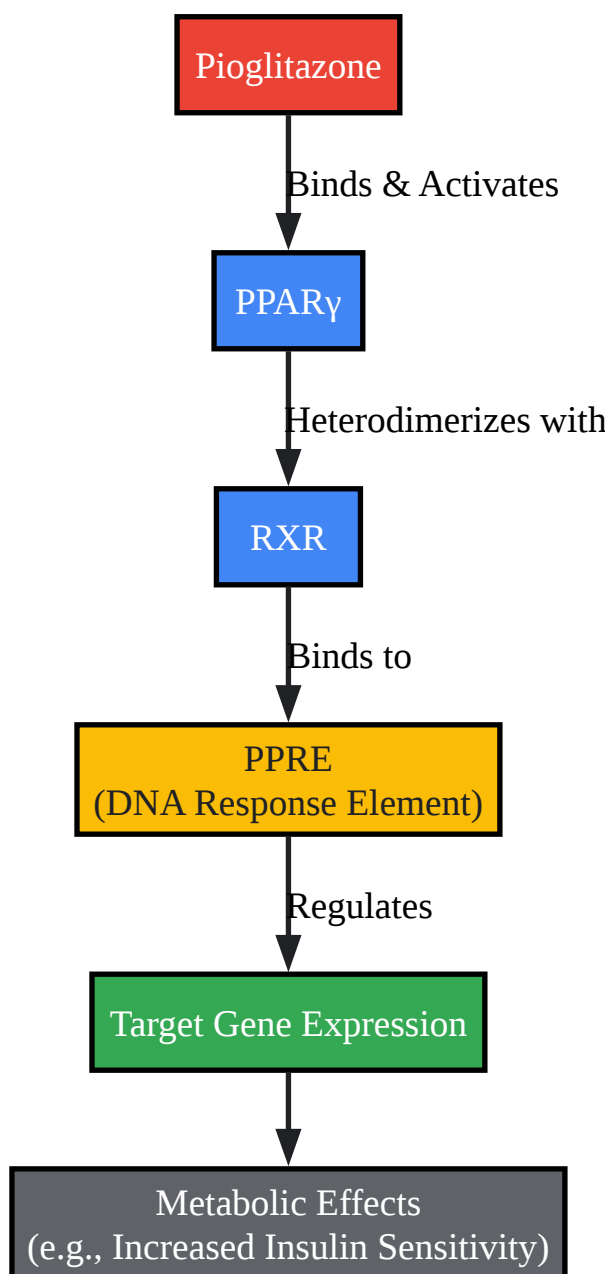 Pioglitazone
Binds & Activates
PPARγ
Heterodimerizes with
RXR
Binds to
PPRE
(DNA Response Element)
Regulates
Target Gene Expression
Metabolic Effects
(e.g., Increased Insulin Sensitivity)